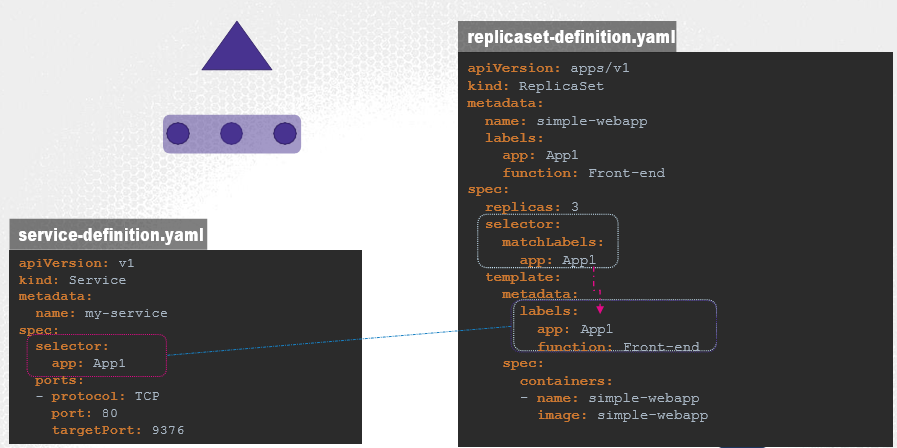 service-definition.yaml
apiVersion: v1
kind: Service
metadata:
  name: my-service
spec:
  selector:
    app: App1
  ports:
  - protocol: TCP
    port: 80
    targetPort: 9376
replicaset-definition.yaml
apiVersion: apps/v1
kind: ReplicaSet
metadata:
  name: simple-webapp
  labels:
    app: App1
    function: Front-end
spec:
  replicas: 3
  selector:
    matchLabels:
      app: App1
  template:
    metadata:
      labels:
        app: App1
        function: Front-end
    spec:
      containers:
      - name: simple-webapp
        image: simple-webapp